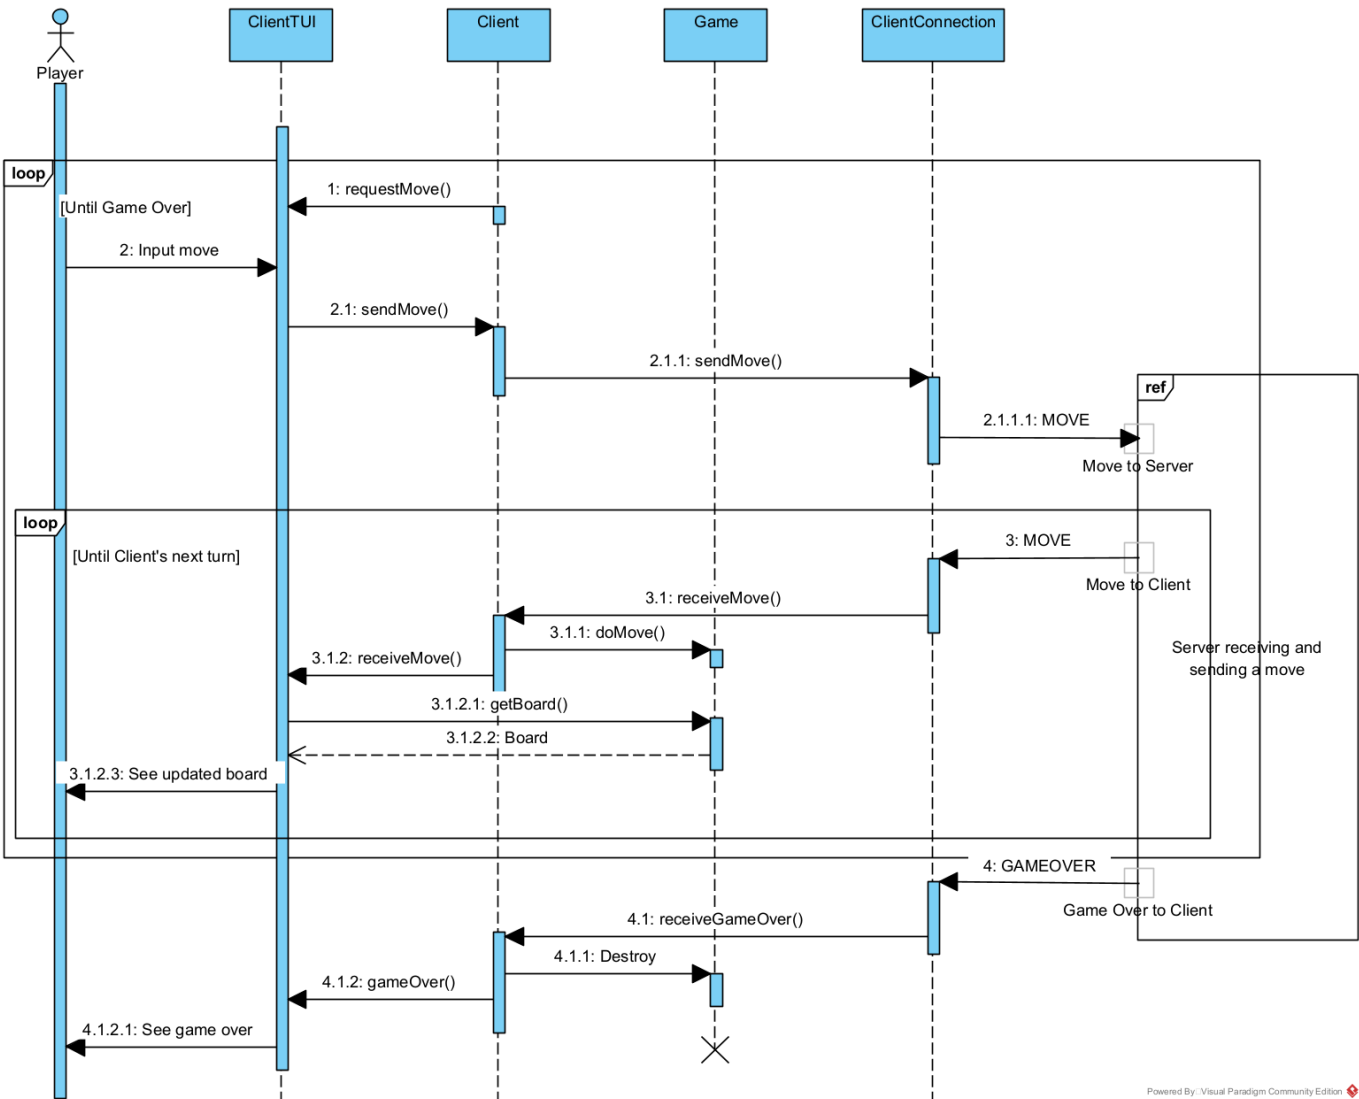 ClientTUI
Client
Game
ClientConnection
Player
loop
1: requestMove()
[Until Game Over]
2: Input move
2.1: sendMove()
2.1.1: sendMove()
ref
2.1.1.1: MOVE
Move to Server
loop
3: MOVE
[Until Client's next turn]
Move to Client
3.1: receiveMove()
3.1.1: doMove()
3.1.2: receiveMove()
Server receiving and
sending a move
3.1.2.1: getBoard()
3.1.2.2: Board
3.1.2.3: See updated board
4: GAMEOVER
Game Over to Client
4.1: receiveGameOver()
4.1.1: Destroy
4.1.2: gameOver()
4.1.2.1: See game over
Powered By Visual Paradigm Community Edition